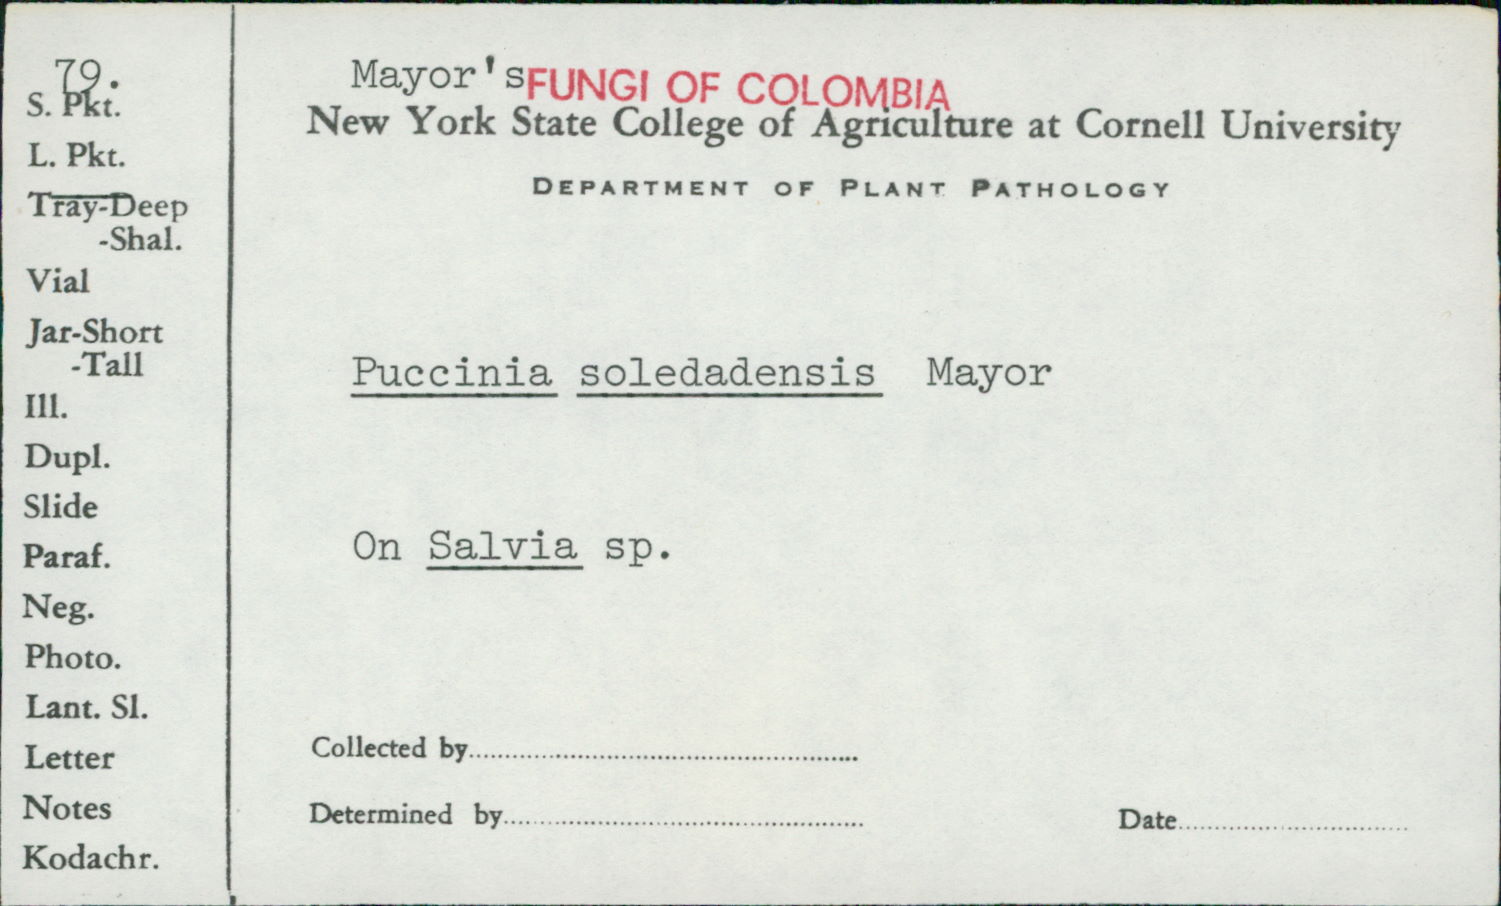 79.
S. Pkt.
L. Pkt.
Tray-Deep
-Shal.
Vial
Jar-Short
-Tall
Ill.
Dupl.
Slide
Paraf.
Neg.
Photo.
Lant. Sl.
Letter
Notes
Kodachr.
Mayor's FUNGI OF COLOMBIA
New York State College of Agriculture at Cornell University
DEPARTMENT OF PLANT PATHOLOGY
Puccinia soledadensis Mayor
On Salvia sp.
Collected by
Determined by
Date